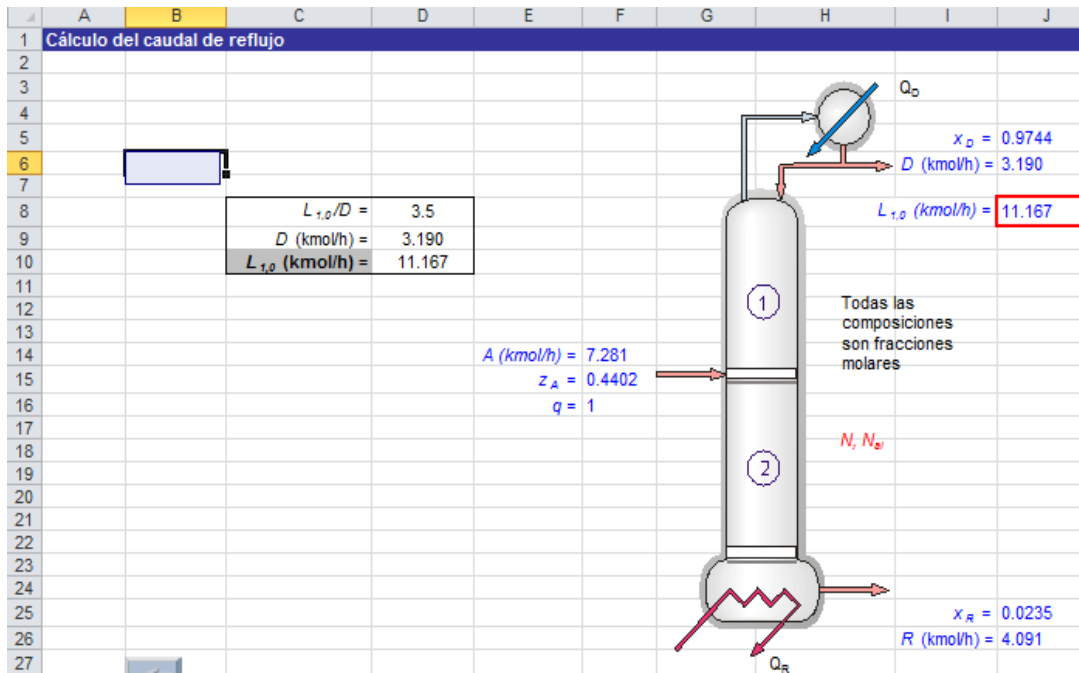 A B C D E F G H I J
1 Cálculo del caudal de reflujo
2
3 Q_D
4
5 x_D = 0.9744
6 D (kmol/h) = 3.190
7
8 L_1,0/D = 3.5 L_1,0 (kmol/h) = 11.167
9 D (kmol/h) = 3.190
10 L_1,0 (kmol/h) = 11.167
11
12 1 Todas las
13 composiciones
son fracciones
molares
14 A (kmol/h) = 7.281
15 z_A = 0.4402
16 q = 1
17
18 N, N_al
19 2
20
21
22
23
24
25 x_R = 0.0235
26 R (kmol/h) = 4.091
27 Q_R